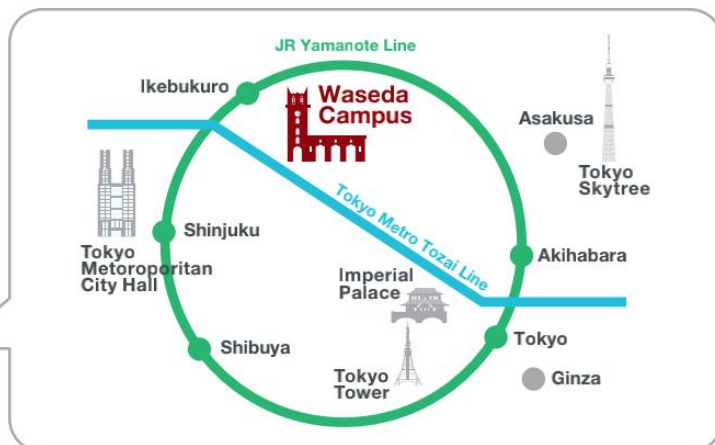 JR Yamanote Line
Ikebukuro
Waseda
Campus
Asakusa
Tokyo
Skytree
Tokyo Metro Tozai Line
Shinjuku
Tokyo
Metoroporitan
City Hall
Akihabara
Imperial
Palace
Shibuya
Tokyo
Tokyo
Tower
Ginza